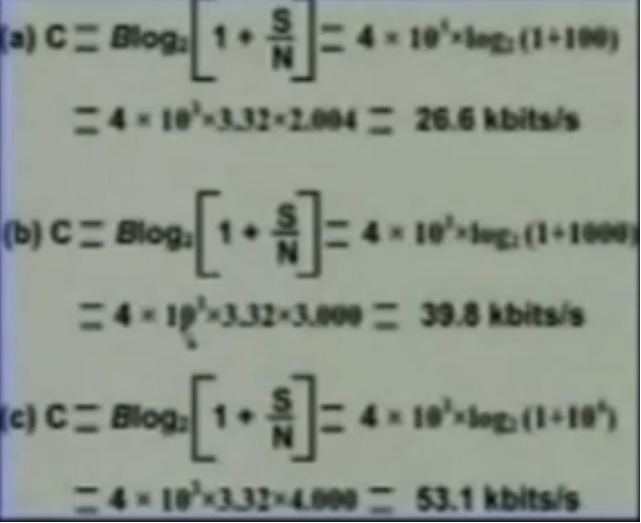 (a) C = Blog₂[1 + S/N] = 4 × 10³×log₂(1+100)
= 4 × 10³×3.32×2.004 = 26.6 kbits/s
(b) C = Blog₂[1 + S/N] = 4 × 10³×log₂(1+1000)
= 4 × 10³×3.32×3.000 = 39.8 kbits/s
(c) C = Blog₂[1 + S/N] = 4 × 10³×log₂(1+10⁴)
= 4 × 10³×3.32×4.000 = 53.1 kbits/s